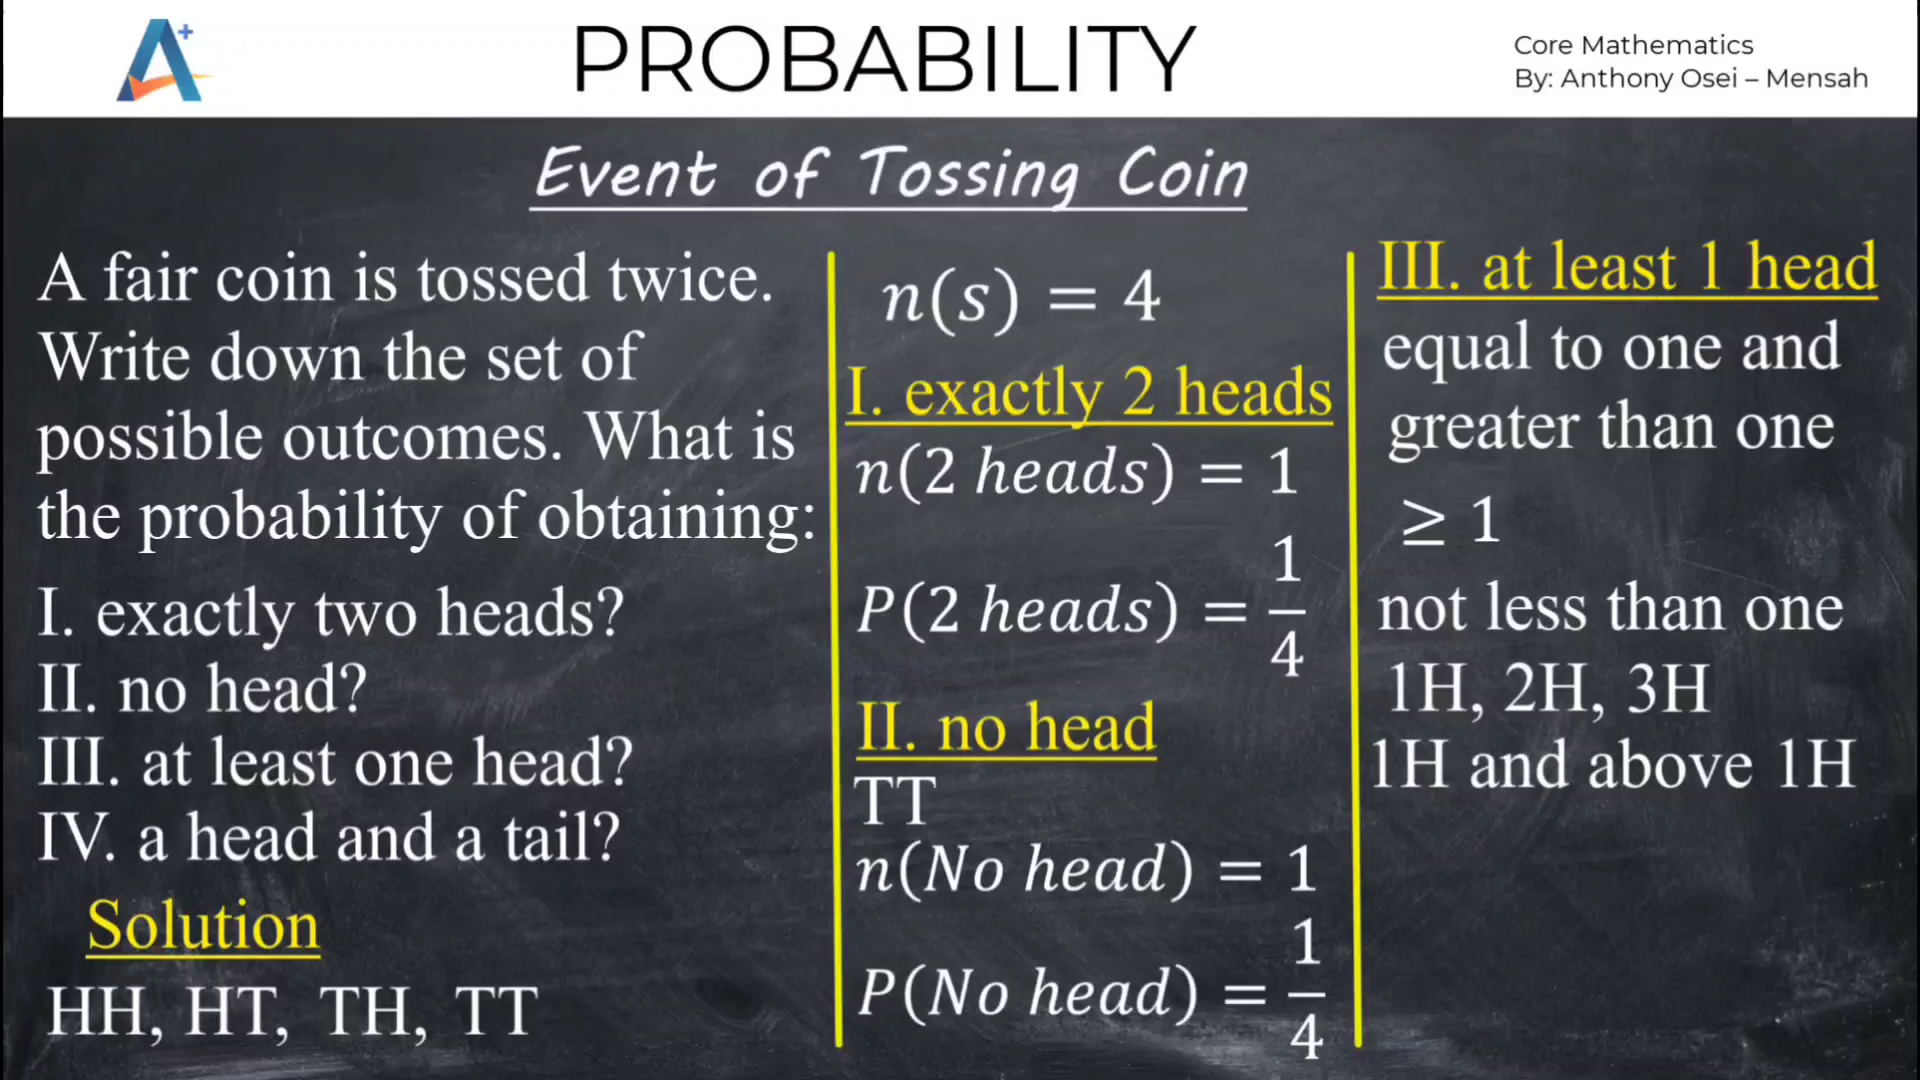 A+
PROBABILITY
Core Mathematics
By: Anthony Osei – Mensah
Event of Tossing Coin
A fair coin is tossed twice.
Write down the set of
possible outcomes. What is
the probability of obtaining:
I. exactly two heads?
II. no head?
III. at least one head?
IV. a head and a tail?
Solution
HH, HT, TH, TT
n(s) = 4
I. exactly 2 heads
n(2 heads) = 1
P(2 heads) = 1/4
II. no head
TT
n(No head) = 1
P(No head) = 1/4
III. at least 1 head
equal to one and
greater than one
≥ 1
not less than one
1H, 2H, 3H
1H and above 1H